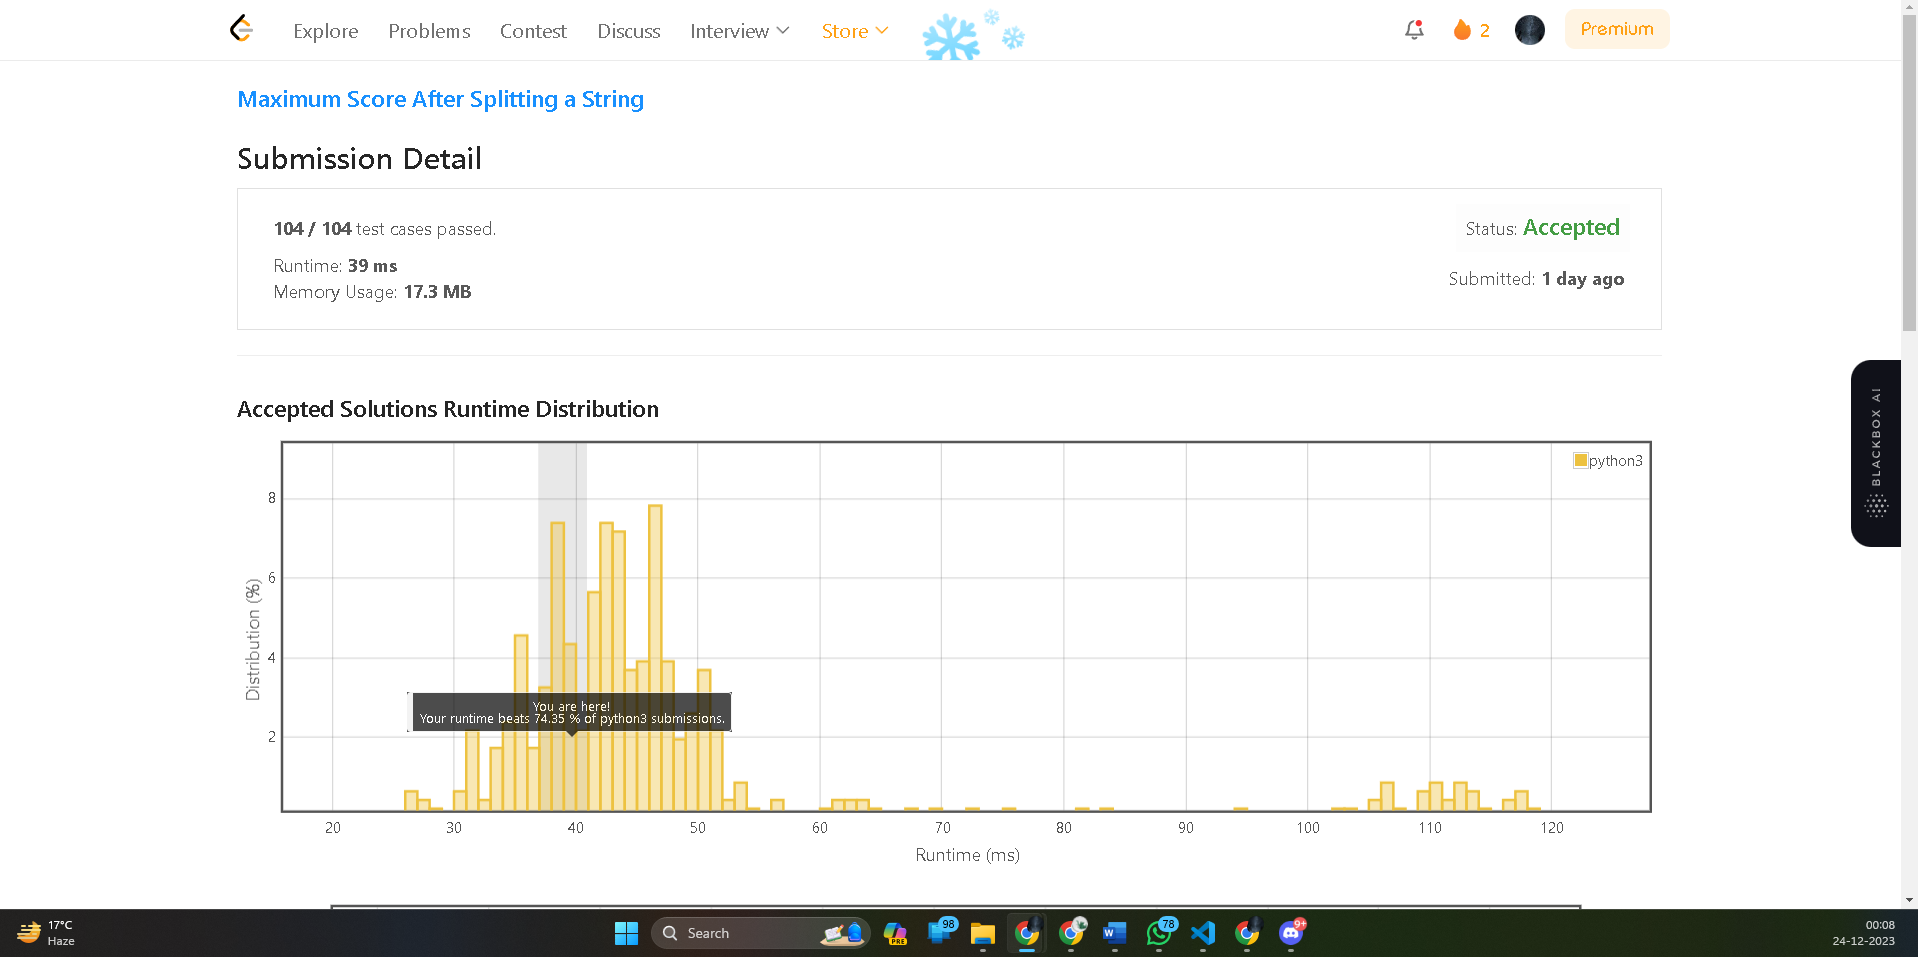 Explore Problems Contest Discuss Interview Store 2 Premium
Maximum Score After Splitting a String
Submission Detail
104 / 104 test cases passed.
Status: Accepted
Runtime: 39 ms
Submitted: 1 day ago
Memory Usage: 17.3 MB
Accepted Solutions Runtime Distribution
python3
8
6
4
2
Distribution (%)
You are here!
Your runtime beats 74.35 % of python3 submissions.
20 30 40 50 60 70 80 90 100 110 120
Runtime (ms)
BLACKBOX AI
17°C
Haze
Search
PRE
98
W
78
9+
00:08
24-12-2023